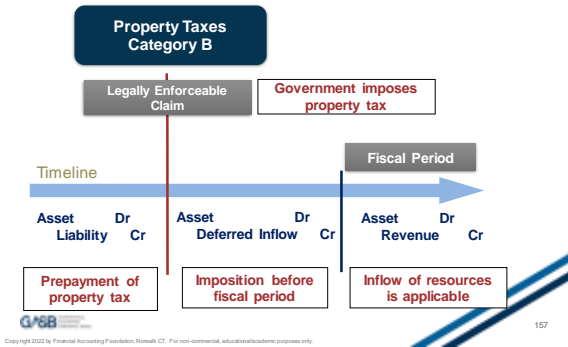 Property Taxes
Category B
Legally Enforceable
Claim
Government imposes
property tax
Fiscal Period
Timeline
Asset Dr
Liability Cr
Asset Dr
Deferred Inflow Cr
Asset Dr
Revenue Cr
Prepayment of
property tax
Imposition before
fiscal period
Inflow of resources
is applicable
GASB
157
Copyright 2022 by Financial Accounting Foundation, Norwalk CT. For non-commercial, educational/academic purposes only.